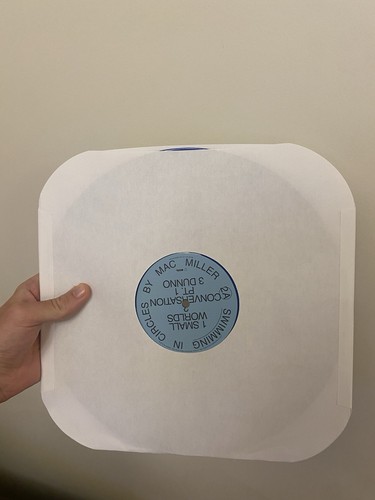 2A SWIMMING IN CIRCLES BY MAC MILLER
1 SMALL
WORLDS
2
CONVERSATION
PT. 1
3 DUNNO